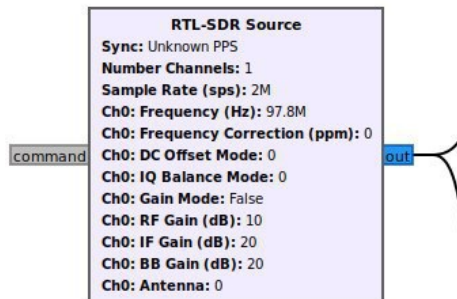 RTL-SDR Source
Sync: Unknown PPS
Number Channels: 1
Sample Rate (sps): 2M
Ch0: Frequency (Hz): 97.8M
Ch0: Frequency Correction (ppm): 0
command
Ch0: DC Offset Mode: 0
out
Ch0: IQ Balance Mode: 0
Ch0: Gain Mode: False
Ch0: RF Gain (dB): 10
Ch0: IF Gain (dB): 20
Ch0: BB Gain (dB): 20
Ch0: Antenna: 0